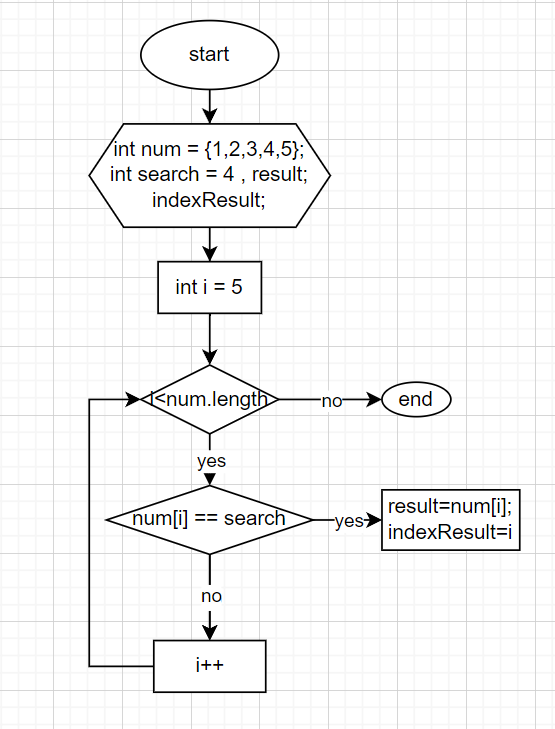 start
int num = {1,2,3,4,5};
int search = 4 , result;
indexResult;
int i = 5
i<num.length
no
end
yes
num[i] == search
yes
result=num[i];
indexResult=i
no
i++